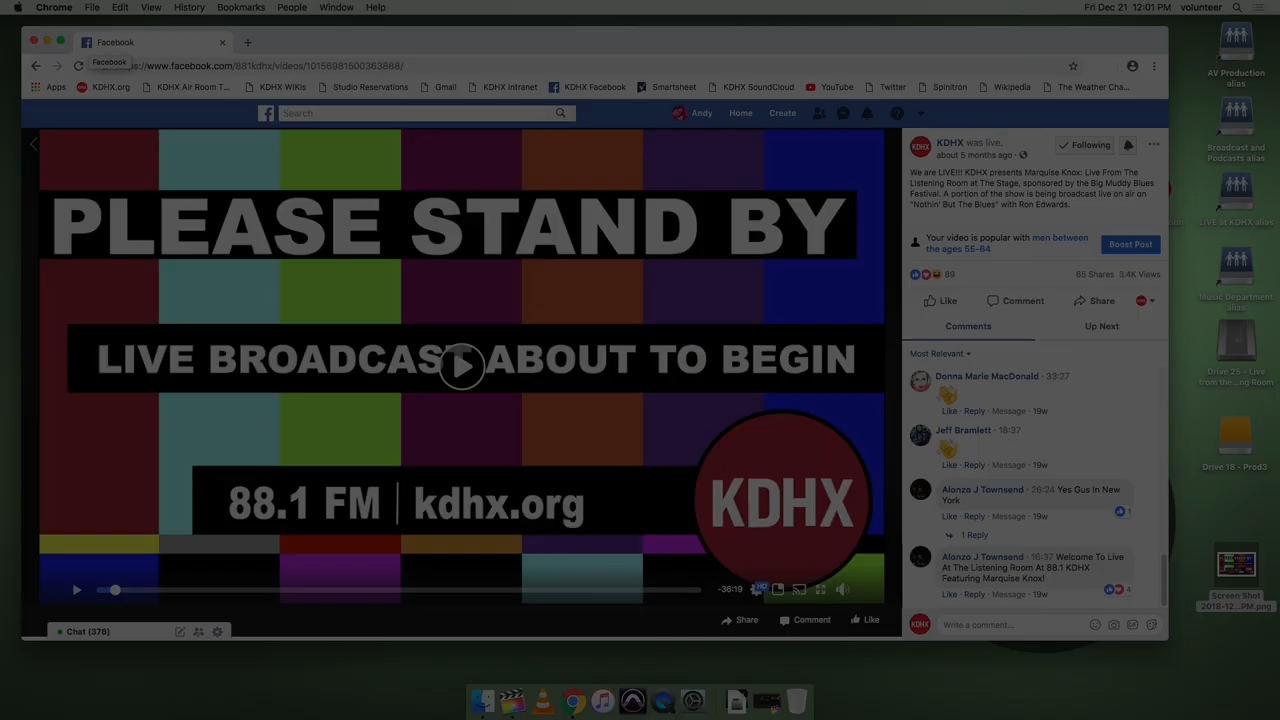 Chrome File Edit View History Bookmarks People Window Help
Fri Dec 21 12:01 PM volunteer
Facebook
Facebook
https://www.facebook.com/881kdhx/videos/10156981500363868/
Apps KDHX.org KDHX Air Room T... KDHX WIKIs Studio Reservations Gmail KDHX Intranet KDHX Facebook Smartsheet KDHX SoundCloud YouTube Twitter Spinitron Wikipedia The Weather Cha...
Search
Andy Home Create
PLEASE STAND BY
LIVE BROADCAST ABOUT TO BEGIN
88.1 FM | kdhx.org
KDHX
-36:19
HD
Share Comment Like
Chat (376)
KDHX
KDHX was live.
about 5 months ago ·
Following
We are LIVE!!! KDHX presents Marquise Knox: Live From The
Listening Room at The Stage, sponsored by the Big Muddy Blues
Festival. A portion of the show is being broadcast live on air on
"Nothin' But The Blues" with Ron Edwards.
Your video is popular with men between
the ages 55-64
Boost Post
89
65 Shares 3.4K Views
Like Comment Share
Comments Up Next
Most Relevant
Donna Marie MacDonald · 33:27
Like · Reply · Message · 19w
Jeff Bramlett · 18:37
Like · Reply · Message · 19w
Alonzo J Townsend · 26:24 Yes Gus In New
York
1
Like · Reply · Message · 19w
1 Reply
Alonzo J Townsend · 16:37 Welcome To Live
At The Listening Room At 88.1 KDHX
Featuring Marquise Knox!
4
Like · Reply · Message · 19w
KDHX
Write a comment...
AV Production
alias
Broadcast and
Podcasts alias
LIVE at KDHX alias
Music Department
alias
Drive 25 - Live
from the...ng Room
Drive 18 - Prod3
Screen Shot
2018-12...PM.png